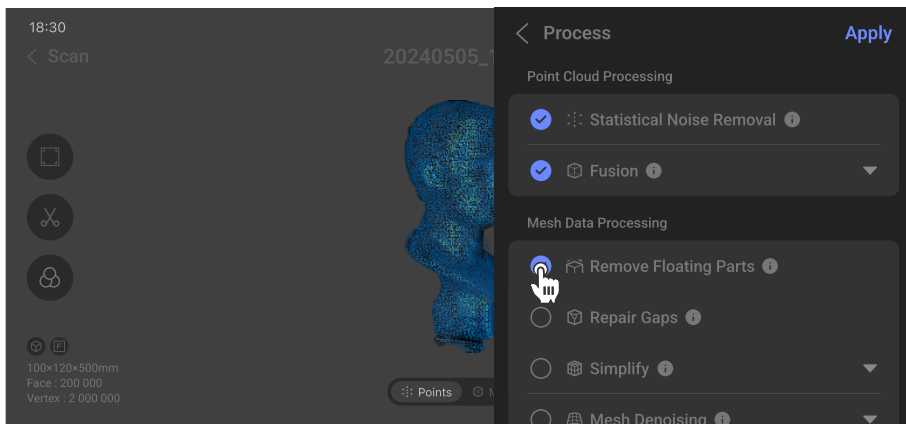 18:30
Scan
20240505_1
Process
Apply
Point Cloud Processing
Statistical Noise Removal
Fusion
Mesh Data Processing
Remove Floating Parts
Repair Gaps
Simplify
Mesh Denoising
F
100×120×500mm
Face : 200 000
Vertex : 2 000 000
Points